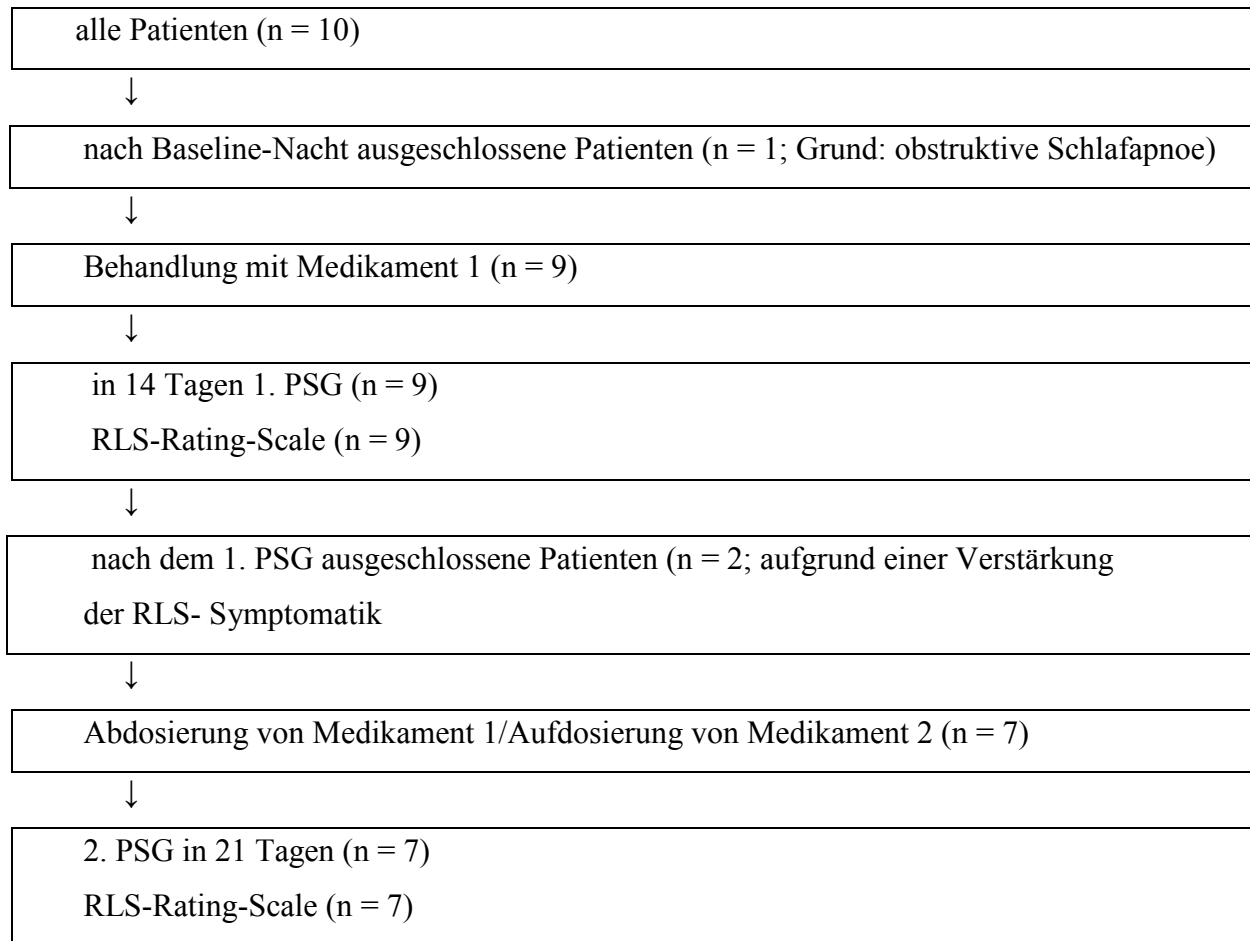 alle Patienten (n = 10)
↓
nach Baseline-Nacht ausgeschlossene Patienten (n = 1; Grund: obstruktive Schlafapnoe)
↓
Behandlung mit Medikament 1 (n = 9)
↓
in 14 Tagen 1. PSG (n = 9)
RLS-Rating-Scale (n = 9)
↓
nach dem 1. PSG ausgeschlossene Patienten (n = 2; aufgrund einer Verstärkung
der RLS- Symptomatik
↓
Abdosierung von Medikament 1/Aufdosierung von Medikament 2 (n = 7)
↓
2. PSG in 21 Tagen (n = 7)
RLS-Rating-Scale (n = 7)